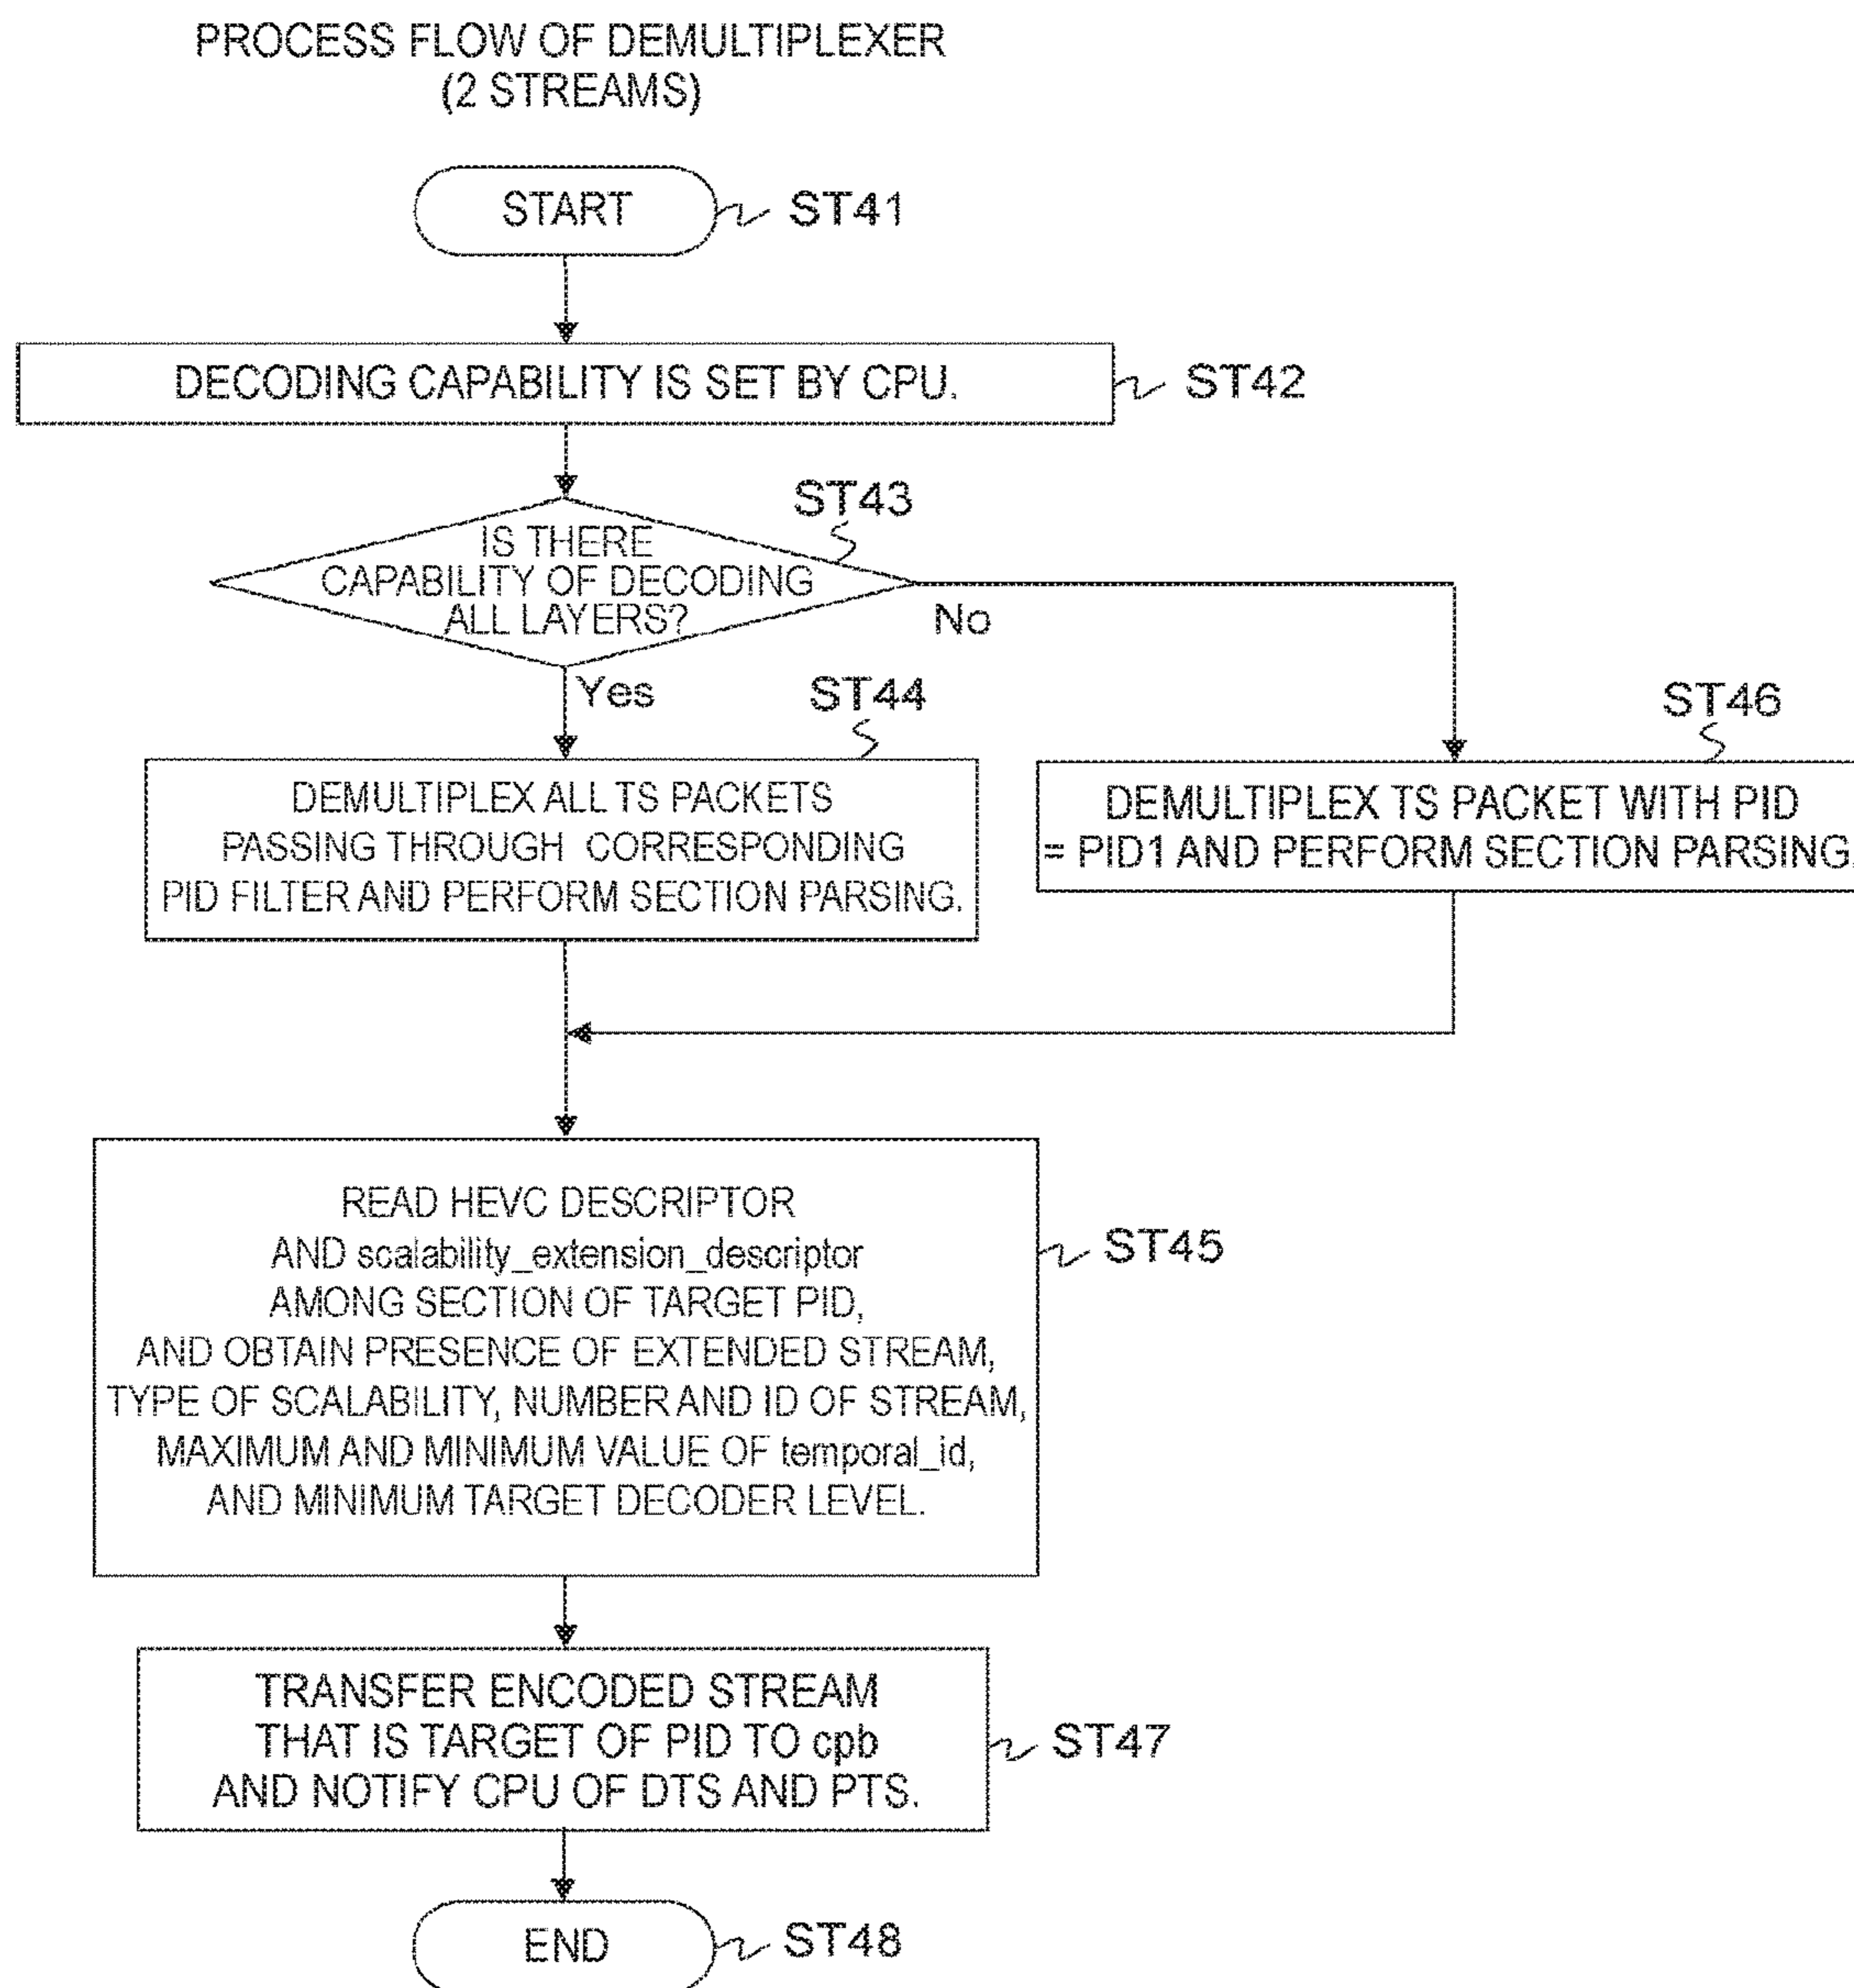 PROCESS FLOW OF DEMULTIPLEXER
(2 STREAMS)
START
ST41
DECODING CAPABILITY IS SET BY CPU.
ST42
ST43
IS THERE
CAPABILITY OF DECODING
ALL LAYERS?
No
Yes
ST44
DEMULTIPLEX ALL TS PACKETS
PASSING THROUGH CORRESPONDING
PID FILTER AND PERFORM SECTION PARSING.
ST46
DEMULTIPLEX TS PACKET WITH PID
= PID1 AND PERFORM SECTION PARSING.
READ HEVC DESCRIPTOR
AND scalability_extension_descriptor
AMONG SECTION OF TARGET PID,
AND OBTAIN PRESENCE OF EXTENDED STREAM,
TYPE OF SCALABILITY, NUMBER AND ID OF STREAM,
MAXIMUM AND MINIMUM VALUE OF temporal_id,
AND MINIMUM TARGET DECODER LEVEL.
ST45
TRANSFER ENCODED STREAM
THAT IS TARGET OF PID TO cpb
AND NOTIFY CPU OF DTS AND PTS.
ST47
END
ST48